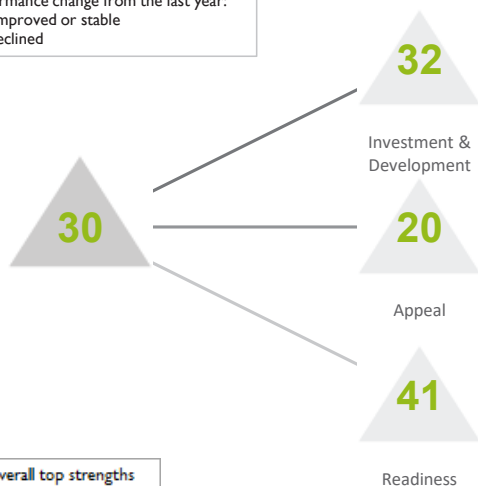 rmance change from the last year:
mproved or stable
eclined
32
Investment &
Development
30
20
Appeal
41
verall top strengths
Readiness